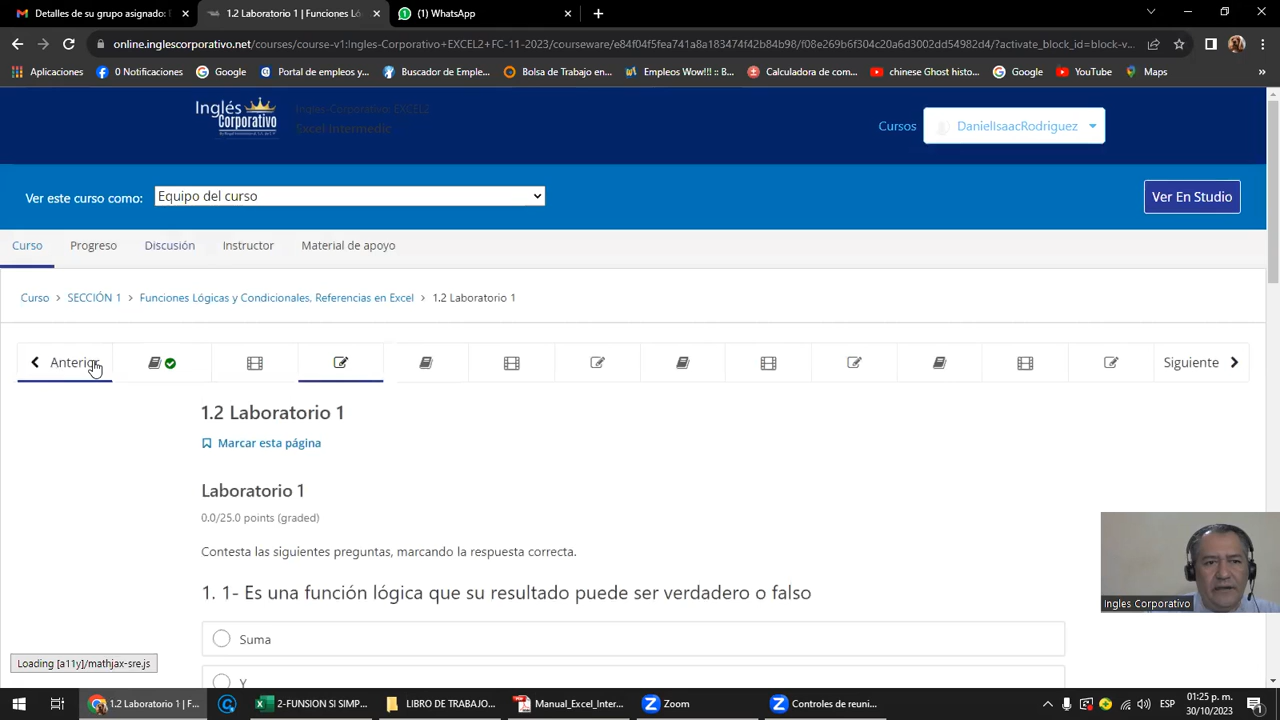 Detalles de su grupo asignado: I
1.2 Laboratorio 1 | Funciones Ló
(1) WhatsApp
online.inglescorporativo.net/courses/course-v1:Ingles-Corporativo+EXCEL2+FC-11-2023/courseware/e84f04f5fea741a8a183474f42b84b98/f08e269b6f304c20a6d3002dd54982d4/?activate_block_id=block-v...
Aplicaciones
0 Notificaciones
Google
Portal de empleos y...
Buscador de Emple...
Bolsa de Trabajo en...
Empleos Wow!!! :: B...
Calculadora de com...
chinese Ghost histo...
Google
YouTube
Maps
Inglés
Corporativo
Ingles-Corporativo: EXCEL2
Excel Intermedic
Cursos
DanielIsaacRodriguez
Ver este curso como:
Equipo del curso
Ver En Studio
Curso
Progreso
Discusión
Instructor
Material de apoyo
Curso > SECCIÓN 1 > Funciones Lógicas y Condicionales, Referencias en Excel > 1.2 Laboratorio 1
Anterior
Siguiente
1.2 Laboratorio 1
Marcar esta página
Laboratorio 1
0.0/25.0 points (graded)
Contesta las siguientes preguntas, marcando la respuesta correcta.
1. 1- Es una función lógica que su resultado puede ser verdadero o falso
Suma
Y
Ingles Corporativo
Loading [a11y]/mathjax-sre.js
1.2 Laboratorio 1 | F...
2-FUNSION SI SIMP...
LIBRO DE TRABAJO...
Manual_Excel_Inter...
Zoom
Controles de reuni...
ESP
01:25 p. m.
30/10/2023